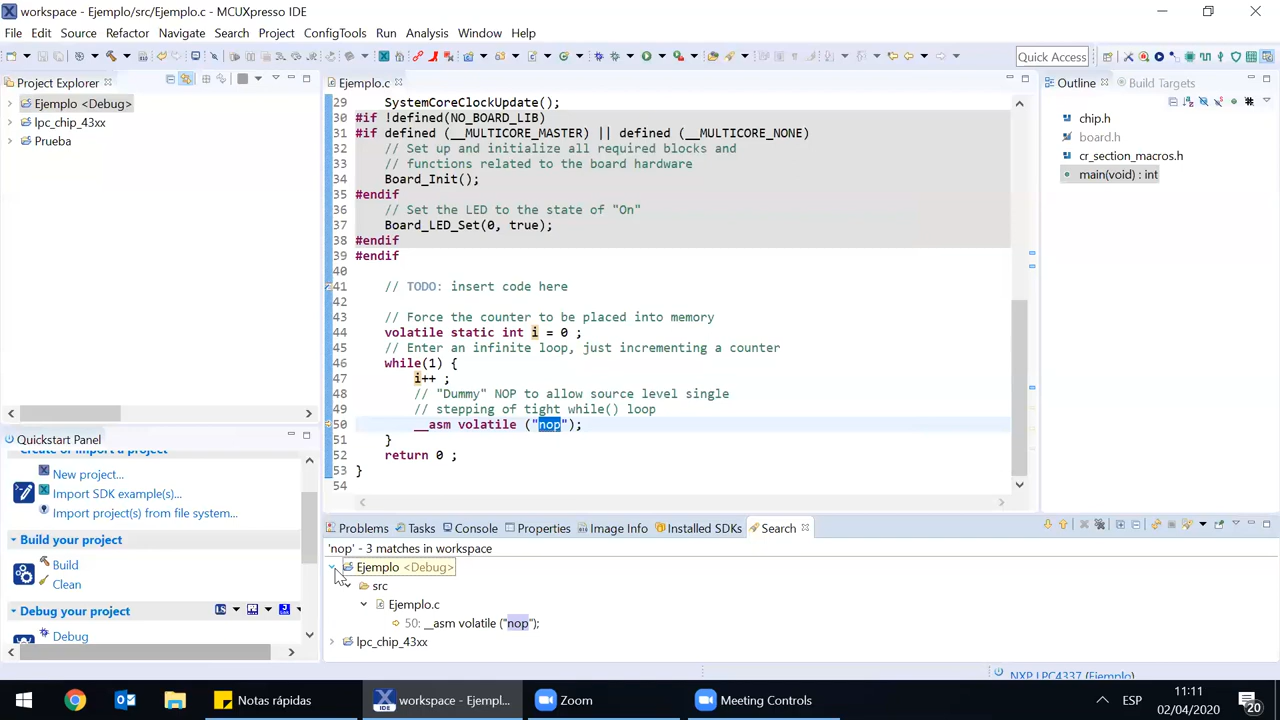 workspace - Ejemplo/src/Ejemplo.c - MCUXpresso IDE
File Edit Source Refactor Navigate Search Project ConfigTools Run Analysis Window Help
Quick Access
Project Explorer
Ejemplo <Debug>
lpc_chip_43xx
Prueba
Ejemplo.c
29 SystemCoreClockUpdate();
30 #if !defined(NO_BOARD_LIB)
31 #if defined (__MULTICORE_MASTER) || defined (__MULTICORE_NONE)
32 // Set up and initialize all required blocks and
33 // functions related to the board hardware
34 Board_Init();
35 #endif
36 // Set the LED to the state of "On"
37 Board_LED_Set(0, true);
38 #endif
39 #endif
40
41 // TODO: insert code here
42
43 // Force the counter to be placed into memory
44 volatile static int i = 0 ;
45 // Enter an infinite loop, just incrementing a counter
46 while(1) {
47 i++ ;
48 // "Dummy" NOP to allow source level single
49 // stepping of tight while() loop
50 __asm volatile ("nop");
51 }
52 return 0 ;
53 }
54
Outline
Build Targets
chip.h
board.h
cr_section_macros.h
main(void) : int
Quickstart Panel
Create or import a project
New project...
Import SDK example(s)...
Import project(s) from file system...
Build your project
Build
Clean
Debug your project
Debug
Problems Tasks Console Properties Image Info Installed SDKs Search
'nop' - 3 matches in workspace
Ejemplo <Debug>
src
Ejemplo.c
50: __asm volatile ("nop");
lpc_chip_43xx
NXP LPC4337 (Ejemplo)
Notas rápidas
IDE
workspace - Ejempl...
Zoom
Meeting Controls
ESP
11:11
02/04/2020
20